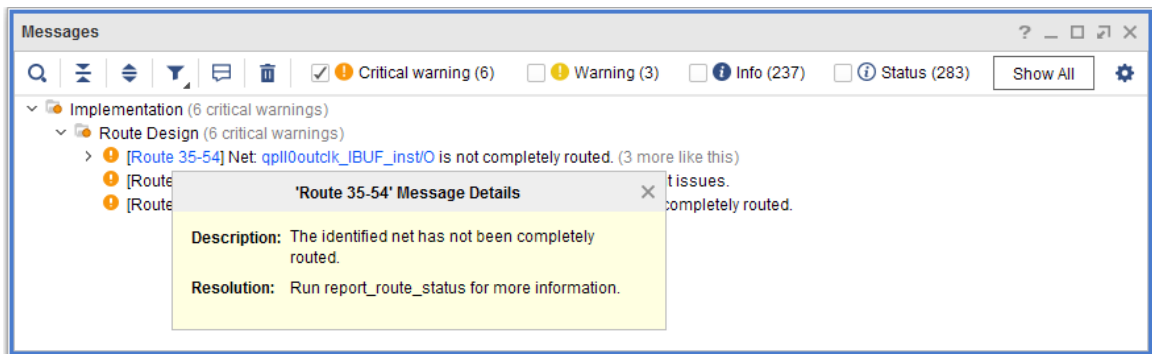 Messages
Critical warning (6) Warning (3) Info (237) Status (283) Show All
Implementation (6 critical warnings)
Route Design (6 critical warnings)
[Route 35-54] Net: qpll0outclk_IBUF_inst/O is not completely routed. (3 more like this)
[Route t issues.
[Route completely routed.
'Route 35-54' Message Details
Description: The identified net has not been completely
routed.
Resolution: Run report_route_status for more information.